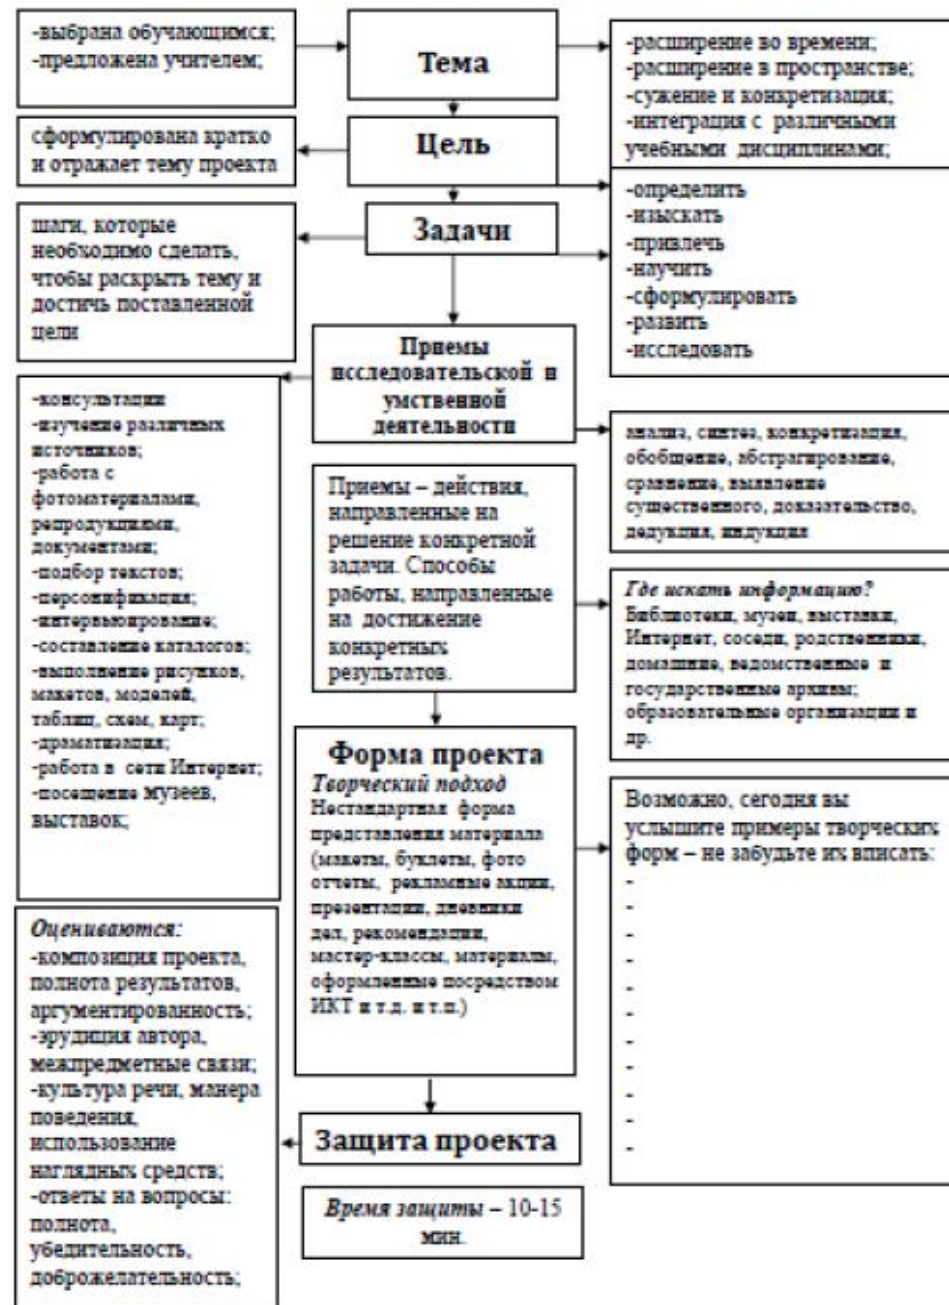 -выбрана обучающимся;
-предложена учителем;
Тема
-расширение во времени;
-расширение в пространстве;
-сужение и конкретизация;
-интеграция с различными
учебными дисциплинами;
сформулирована кратко
и отражает тему проекта
Цель
-определить
-изыскать
-привлечь
-научить
-сформулировать
-развить
-исследовать
шаги, которые
необходимо сделать,
чтобы раскрыть тему и
достичь поставленной
цели
Задачи
Приемы
исследовательской и
умственной
деятельности
-консультации
-изучение различных
источников;
-работа с
фотоматериалами,
репродукциями,
документами;
-подбор текстов;
-персонификация;
-интервьюирование;
-составление каталогов;
-выполнение рисунков,
макетов, моделей,
таблиц, схем, карт;
-драматизация;
-работа в сети Интернет;
-посещение музеев,
выставок;
анализ, синтез, конкретизация,
обобщение, абстрагирование,
сравнение, выявление
существенного, доказательство,
дедукция, индукция
Приемы – действия,
направленные на
решение конкретной
задачи. Способы
работы, направленные
на достижение
конкретных
результатов.
Где искать информацию?
Библиотеки, музеи, выставки,
Интернет, соседи, родственники,
домашние, ведомственные и
государственные архивы;
образовательные организации и
др.
Форма проекта
Творческий подход
Нестандартная форма
представления материала
(макеты, буклеты, фото
отчеты, рекламные акции,
презентации, дневники
дел, рекомендации,
мастер-классы, материалы,
оформленные посредством
ИКТ и т.д. и т.п.)
Возможно, сегодня вы
услышите примеры творческих
форм – не забудьте их вписать:
-
-
-
-
-
-
-
-
-
-
Оцениваются:
-композиция проекта,
полнота результатов,
аргументированность;
-эрудиция автора,
межпредметные связи;
-культура речи, манера
поведения,
использование
наглядных средств;
-ответы на вопросы:
полнота,
убедительность,
доброжелательность;
Защита проекта
Время защиты – 10-15
мин.